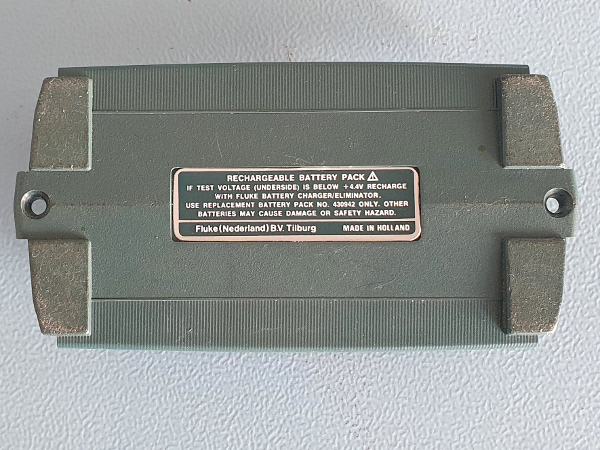 RECHARGEABLE BATTERY PACK ⚠
IF TEST VOLTAGE (UNDERSIDE) IS BELOW +4.4V RECHARGE
WITH FLUKE BATTERY CHARGER/ELIMINATOR.
USE REPLACEMENT BATTERY PACK NO. 430942 ONLY. OTHER
BATTERIES MAY CAUSE DAMAGE OR SAFETY HAZARD.
Fluke (Nederland) B.V. Tilburg MADE IN HOLLAND